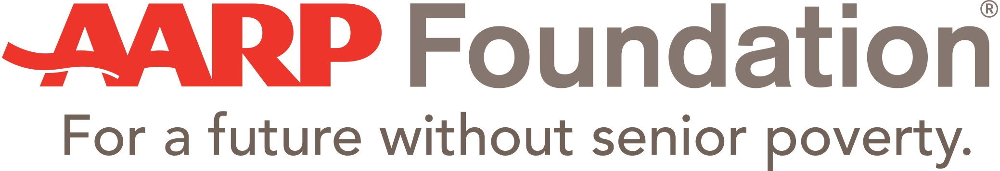 AARP Foundation®
For a future without senior poverty.